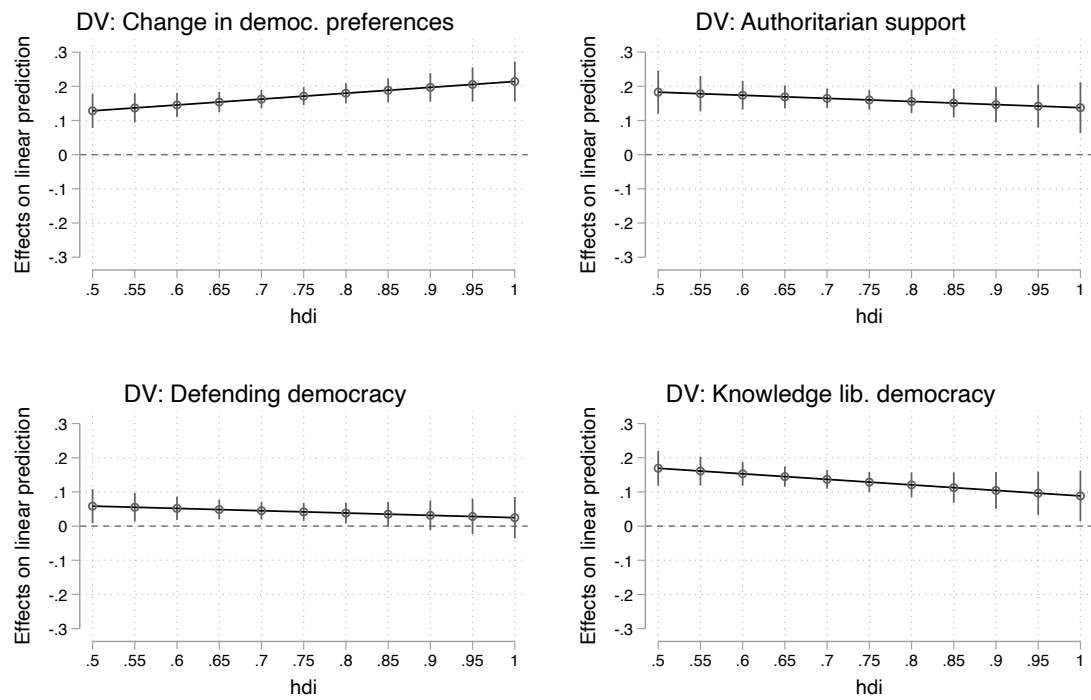 DV: Change in democ. preferences
Effects on linear prediction
.3
.2
.1
0
-.1
-.2
-.3
.5 .55 .6 .65 .7 .75 .8 .85 .9 .95 1
hdi
DV: Authoritarian support
Effects on linear prediction
.3
.2
.1
0
-.1
-.2
-.3
.5 .55 .6 .65 .7 .75 .8 .85 .9 .95 1
hdi
DV: Defending democracy
Effects on linear prediction
.3
.2
.1
0
-.1
-.2
-.3
.5 .55 .6 .65 .7 .75 .8 .85 .9 .95 1
hdi
DV: Knowledge lib. democracy
Effects on linear prediction
.3
.2
.1
0
-.1
-.2
-.3
.5 .55 .6 .65 .7 .75 .8 .85 .9 .95 1
hdi